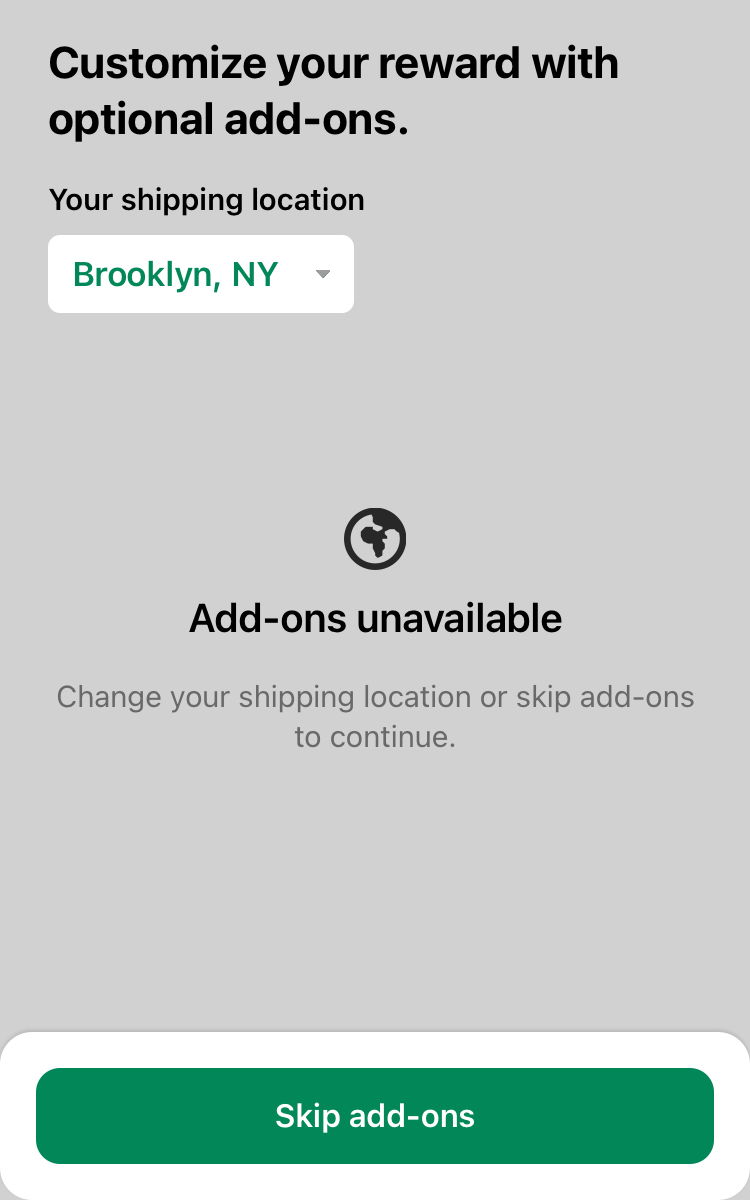 Customize your reward with
optional add-ons.
Your shipping location
Brooklyn, NY
Add-ons unavailable
Change your shipping location or skip add-ons
to continue.
Skip add-ons